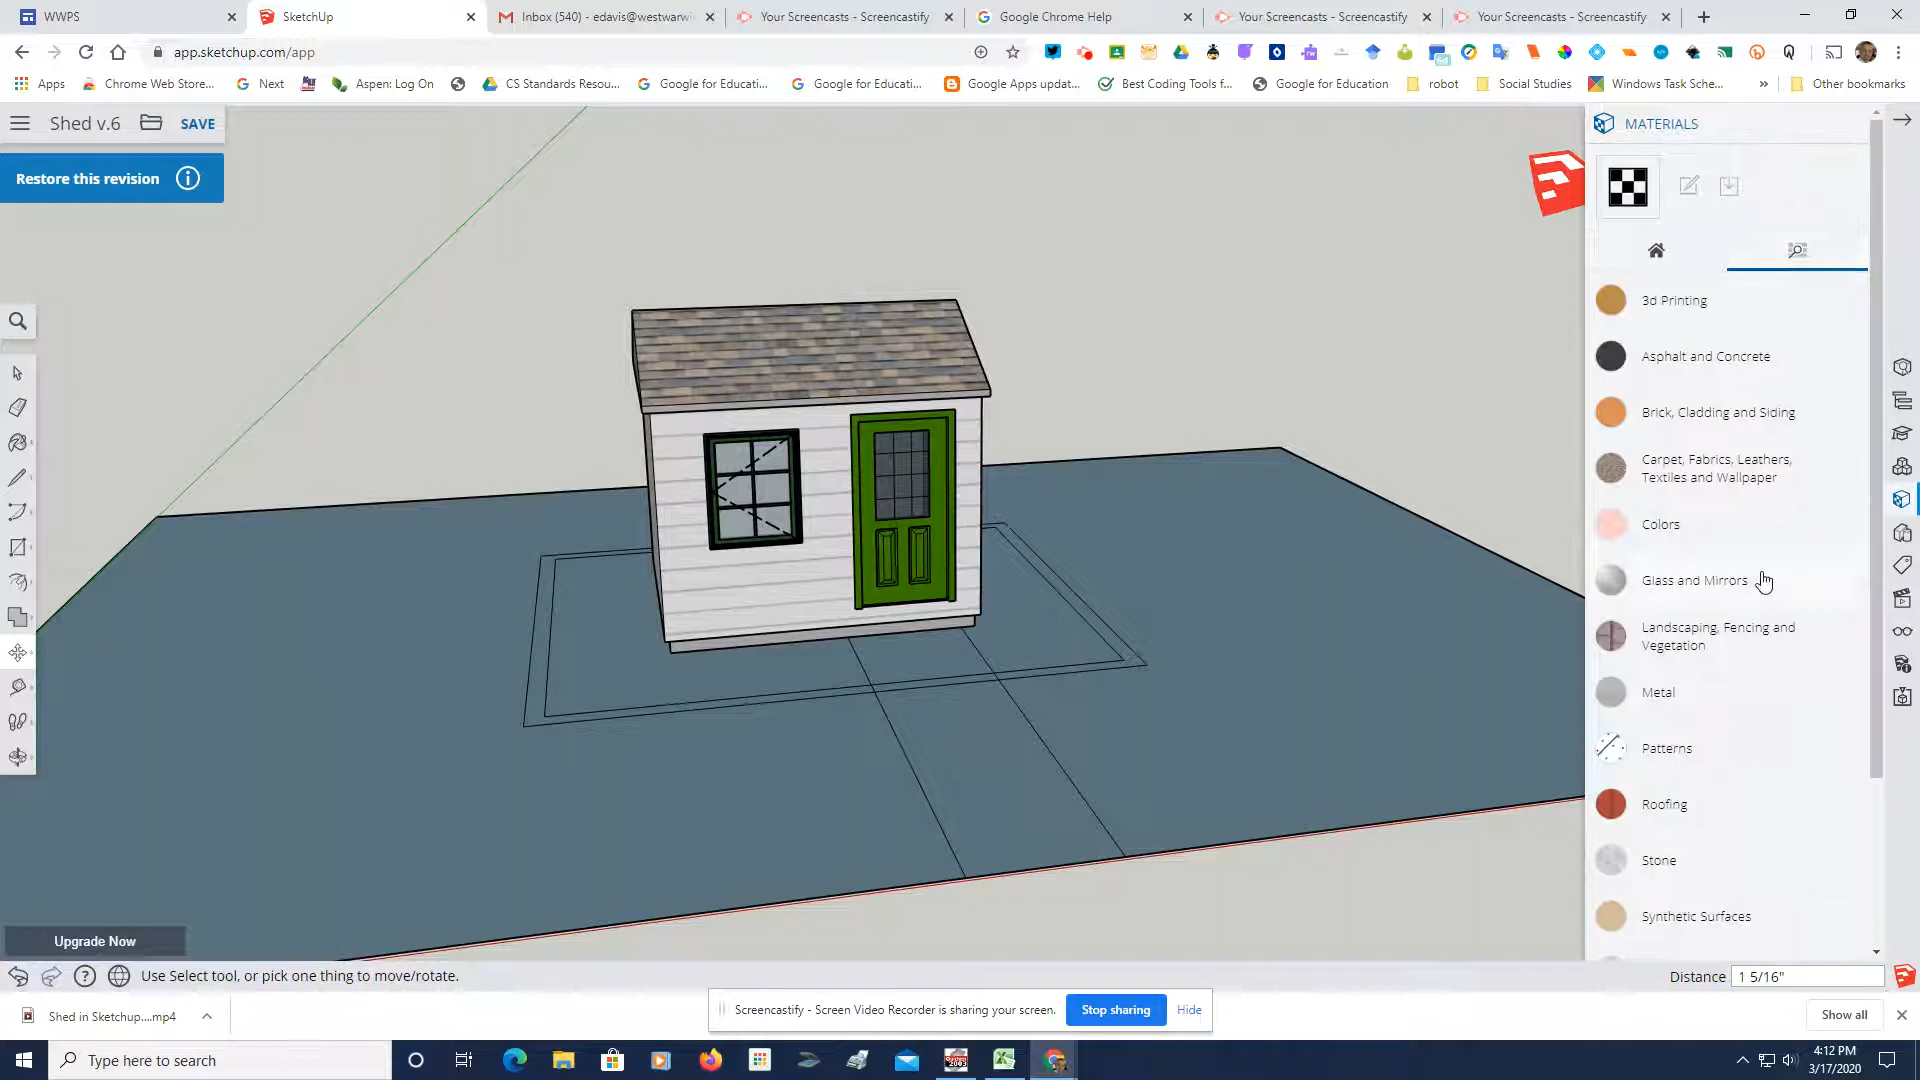 WWPS
SketchUp
Inbox (540) - edavis@westwarwi
Your Screencasts - Screencastify
Google Chrome Help
Your Screencasts - Screencastify
Your Screencasts - Screencastify
app.sketchup.com/app
Apps
Chrome Web Store...
Next
Aspen: Log On
CS Standards Resou...
Google for Educati...
Google for Educati...
Google Apps updat...
Best Coding Tools f...
Google for Education
robot
Social Studies
Windows Task Sche...
»
Other bookmarks
Shed v.6
SAVE
Restore this revision
MATERIALS
3d Printing
Asphalt and Concrete
Brick, Cladding and Siding
Carpet, Fabrics, Leathers,
Textiles and Wallpaper
Colors
Glass and Mirrors
Landscaping, Fencing and
Vegetation
Metal
Patterns
Roofing
Stone
Synthetic Surfaces
Upgrade Now
Use Select tool, or pick one thing to move/rotate.
Distance
1 5/16"
Shed in Sketchup....mp4
Screencastify - Screen Video Recorder is sharing your screen.
Stop sharing
Hide
Show all
Type here to search
4:12 PM
3/17/2020